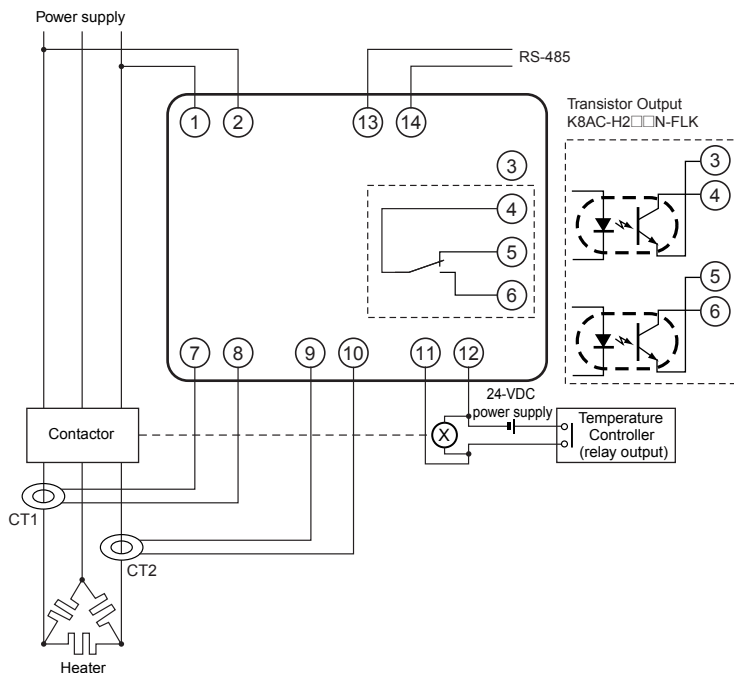 Power supply
RS-485
1
2
13
14
Transistor Output
K8AC-H2□□N-FLK
3
4
5
6
3
4
5
6
7
8
9
10
11
12
24-VDC
power supply
Contactor
X
Temperature
Controller
(relay output)
CT1
CT2
Heater